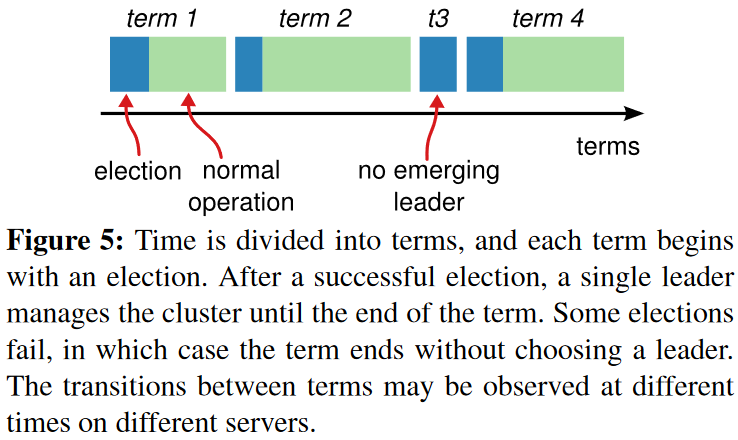 term 1 term 2 t3 term 4
terms
election normal operation no emerging leader
Figure 5: Time is divided into terms, and each term begins
with an election. After a successful election, a single leader
manages the cluster until the end of the term. Some elections
fail, in which case the term ends without choosing a leader.
The transitions between terms may be observed at different
times on different servers.